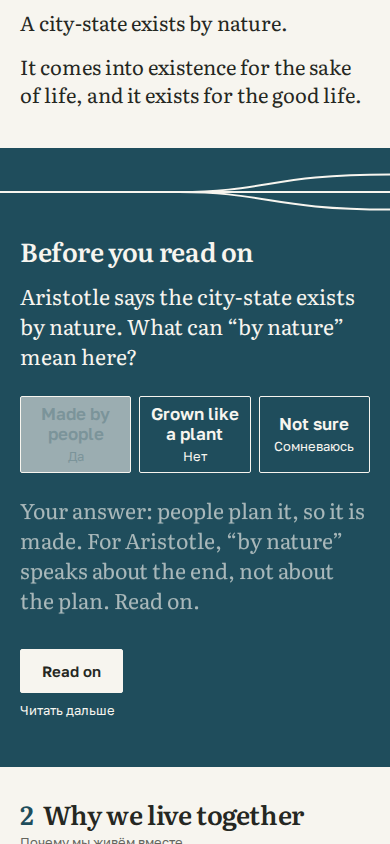 A city-state exists by nature.
It comes into existence for the sake
of life, and it exists for the good life.
Before you read on
Aristotle says the city-state exists
by nature. What can “by nature”
mean here?
Made by
people
Да
Grown like
a plant
Нет
Not sure
Сомневаюсь
Your answer: people plan it, so it is
made. For Aristotle, “by nature”
speaks about the end, not about
the plan. Read on.
Read on
Читать дальше
2 Why we live together
Почему мы живём вместе